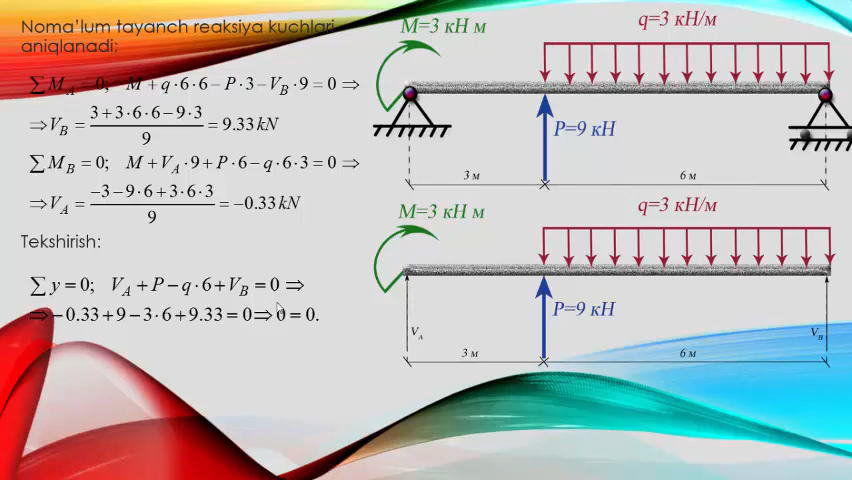 Noma'lum tayanch reaksiya kuchlari
aniqlanadi;
∑ M_A = 0; M + q · 6 · 6 − P · 3 − V_B · 9 = 0 ⇒
⇒ V_B = (3 + 3 · 6 · 6 − 9 · 3) / 9 = 9.33 kN
∑ M_B = 0; M + V_A · 9 + P · 6 − q · 6 · 3 = 0 ⇒
⇒ V_A = (−3 − 9 · 6 + 3 · 6 · 3) / 9 = −0.33 kN
Tekshirish:
∑ y = 0; V_A + P − q · 6 + V_B = 0 ⇒
⇒ −0.33 + 9 − 3 · 6 + 9.33 = 0 ⇒ 0 = 0.
M=3 кН м
q=3 кН/м
P=9 кН
3 м
6 м
M=3 кН м
q=3 кН/м
P=9 кН
V_A
V_B
3 м
6 м